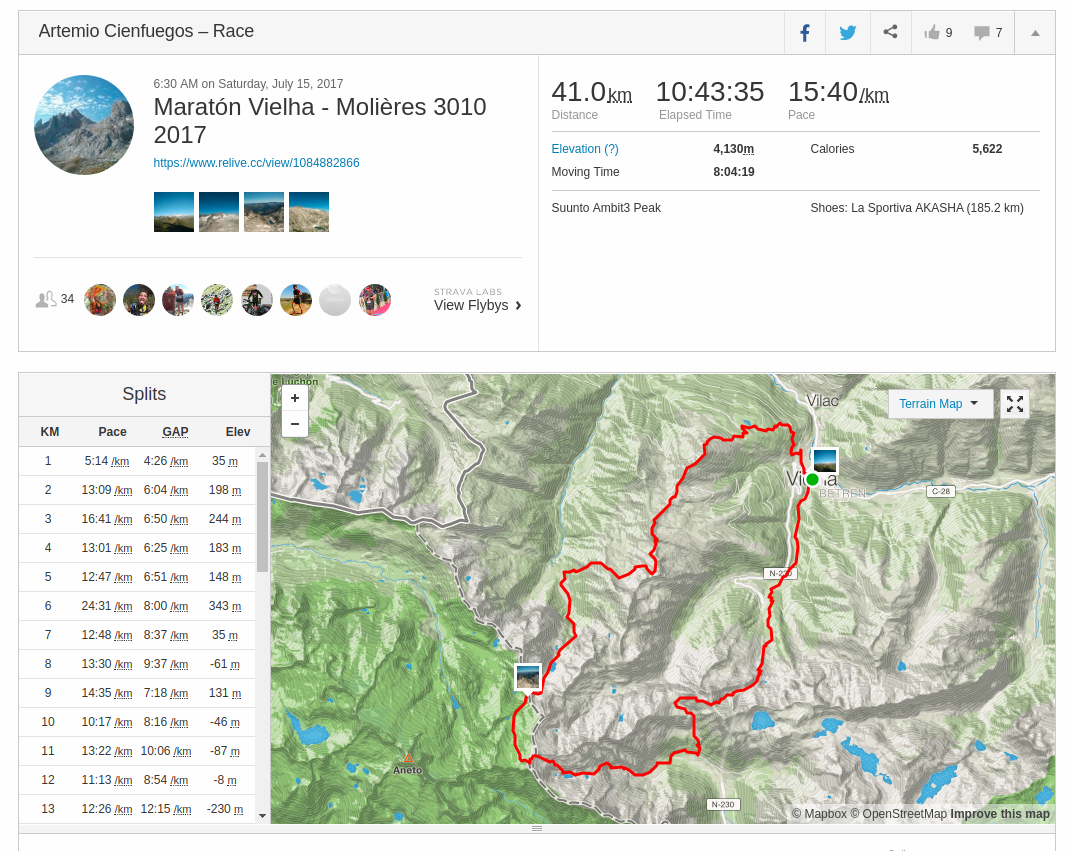 Artemio Cienfuegos – Race
9
7
6:30 AM on Saturday, July 15, 2017
Maratón Vielha - Molières 3010
2017
https://www.relive.cc/view/1084882866
34
STRAVA LABS
View Flybys
41.0km
10:43:35
15:40/km
Distance
Elapsed Time
Pace
Elevation (?)
4,130m
Calories
5,622
Moving Time
8:04:19
Suunto Ambit3 Peak
Shoes: La Sportiva AKASHA (185.2 km)
Splits
KM Pace GAP Elev
1 5:14 /km 4:26 /km 35 m
2 13:09 /km 6:04 /km 198 m
3 16:41 /km 6:50 /km 244 m
4 13:01 /km 6:25 /km 183 m
5 12:47 /km 6:51 /km 148 m
6 24:31 /km 8:00 /km 343 m
7 12:48 /km 8:37 /km 35 m
8 13:30 /km 9:37 /km -61 m
9 14:35 /km 7:18 /km 131 m
10 10:17 /km 8:16 /km -46 m
11 13:22 /km 10:06 /km -87 m
12 11:13 /km 8:54 /km -8 m
13 12:26 /km 12:15 /km -230 m
e Luchon
+
−
Vilac
Terrain Map
BETREN
C-28
N-230
Aneto
N-230
© Mapbox © OpenStreetMap Improve this map